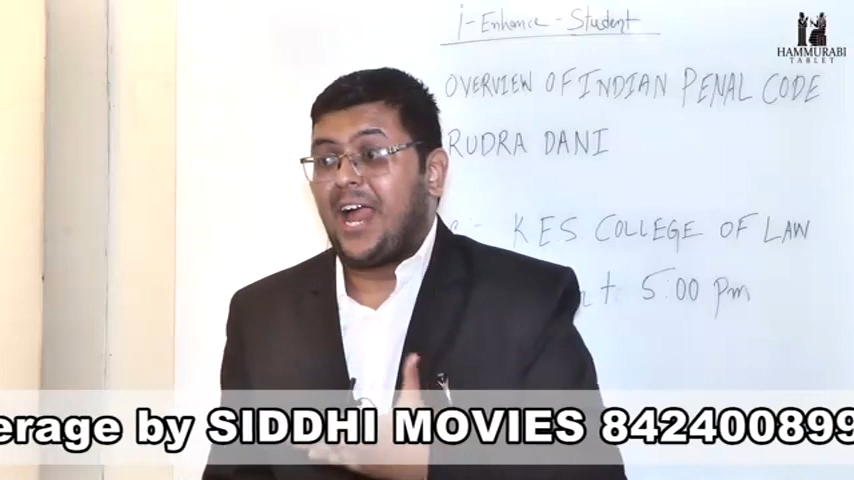 i-Enhance-Student
HAMMURABI
TABLET
OVERVIEW OF INDIAN PENAL CODE
RUDRA DANI
KES COLLEGE OF LAW
at 5:00 pm
erage by SIDDHI MOVIES 842400899